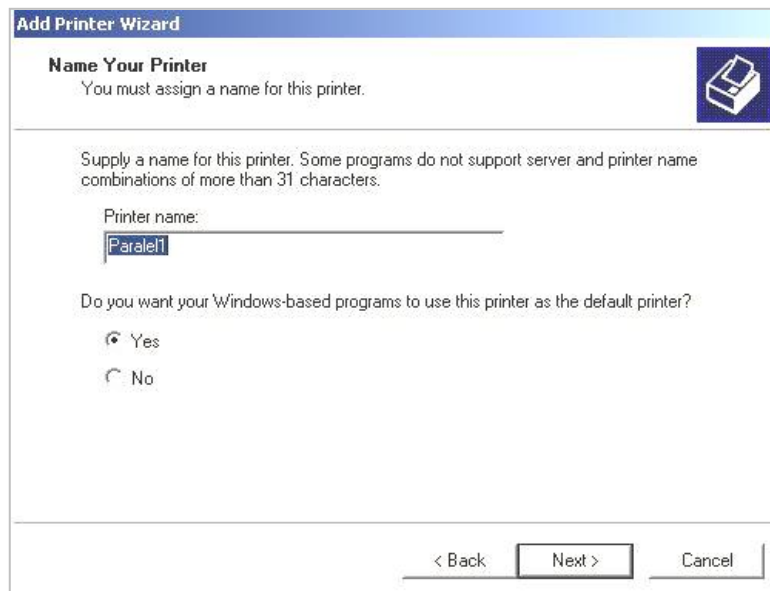 Add Printer Wizard
Name Your Printer
You must assign a name for this printer.
Supply a name for this printer. Some programs do not support server and printer name
combinations of more than 31 characters.
Printer name:
Paralel1
Do you want your Windows-based programs to use this printer as the default printer?
Yes
No
< Back Next > Cancel